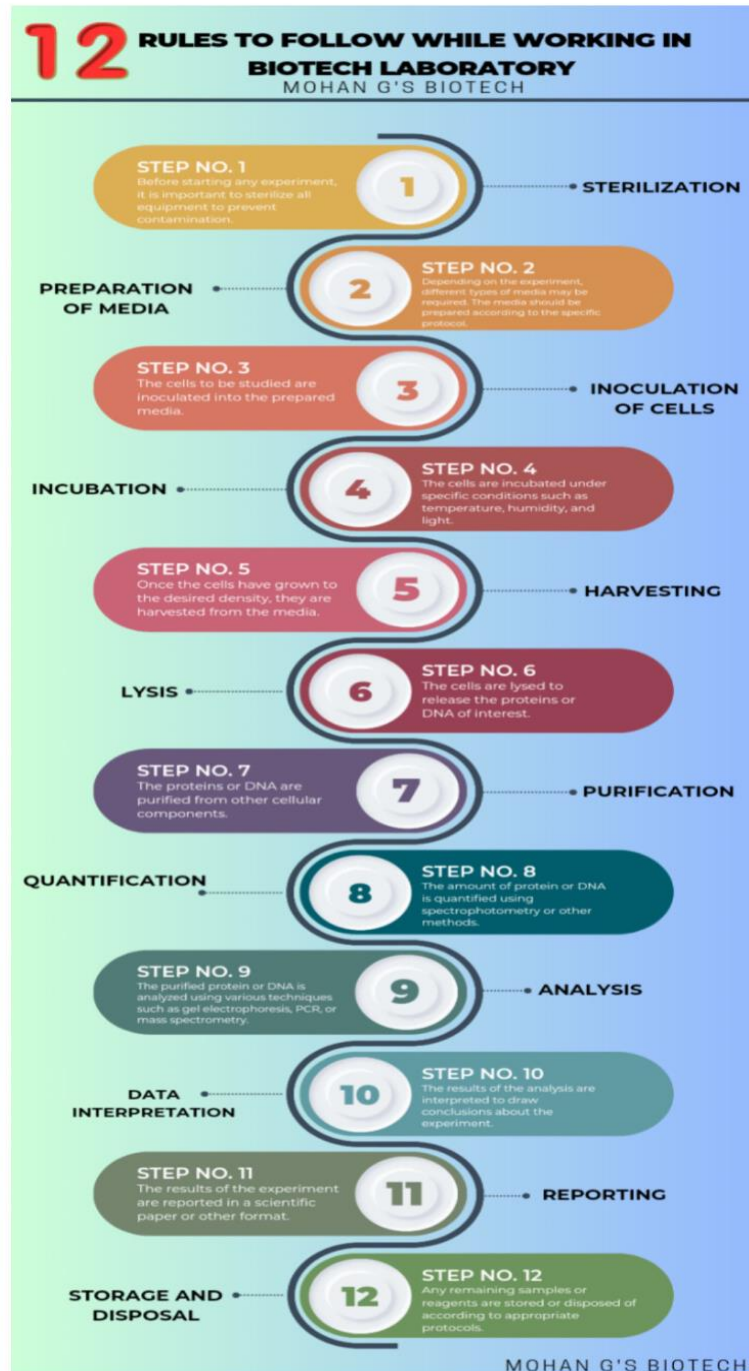 12 RULES TO FOLLOW WHILE WORKING IN
BIOTECH LABORATORY
MOHAN G'S BIOTECH
STEP NO. 1
Before starting any experiment,
it is important to sterilize all
equipment to prevent
contamination.
1
STERILIZATION
PREPARATION
OF MEDIA
2
STEP NO. 2
Depending on the experiment,
different types of media may be
required. The media should be
prepared according to the specific
protocol.
STEP NO. 3
The cells to be studied are
inoculated into the prepared
media.
3
INOCULATION
OF CELLS
INCUBATION
4
STEP NO. 4
The cells are incubated under
specific conditions such as
temperature, humidity, and
light.
STEP NO. 5
Once the cells have grown to
the desired density, they are
harvested from the media.
5
HARVESTING
LYSIS
6
STEP NO. 6
The cells are lysed to
release the proteins or
DNA of interest.
STEP NO. 7
The proteins or DNA are
purified from other cellular
components.
7
PURIFICATION
QUANTIFICATION
8
STEP NO. 8
The amount of protein or DNA
is quantified using
spectrophotometry or other
methods.
STEP NO. 9
The purified protein or DNA is
analyzed using various techniques
such as gel electrophoresis, PCR, or
mass spectrometry.
9
ANALYSIS
DATA
INTERPRETATION
10
STEP NO. 10
The results of the analysis are
interpreted to draw
conclusions about the
experiment.
STEP NO. 11
The results of the experiment
are reported in a scientific
paper or other format.
11
REPORTING
STORAGE AND
DISPOSAL
12
STEP NO. 12
Any remaining samples or
reagents are stored or disposed of
according to appropriate
protocols.
MOHAN G'S BIOTECH